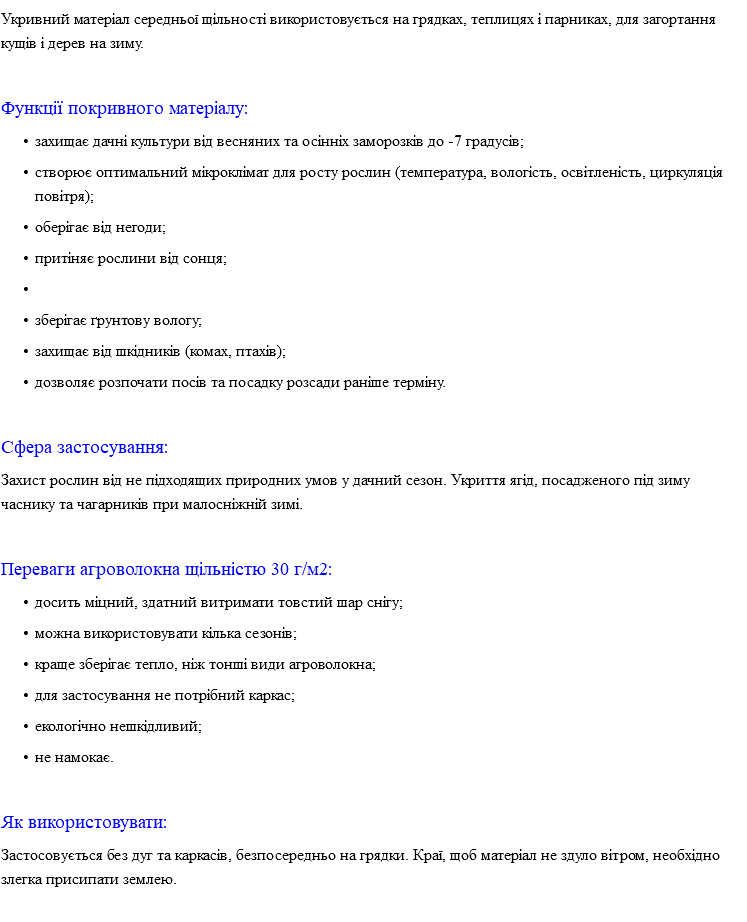 Укривний матеріал середньої щільності використовується на грядках, теплицях і парниках, для загортання
кущів і дерев на зиму.
Функції покривного матеріалу:
• захищає дачні культури від весняних та осінніх заморозків до -7 градусів;
• створює оптимальний мікроклімат для росту рослин (температура, вологість, освітленість, циркуляція
повітря);
• оберігає від негоди;
• притіняє рослини від сонця;
•
• зберігає ґрунтову вологу;
• захищає від шкідників (комах, птахів);
• дозволяє розпочати посів та посадку розсади раніше терміну.
Сфера застосування:
Захист рослин від не підходящих природних умов у дачний сезон. Укриття ягід, посадженого під зиму
часнику та чагарників при малосніжній зимі.
Переваги агроволокна щільністю 30 г/м2:
• досить міцний, здатний витримати товстий шар снігу;
• можна використовувати кілька сезонів;
• краще зберігає тепло, ніж тонші види агроволокна;
• для застосування не потрібний каркас;
• екологічно нешкідливий;
• не намокає.
Як використовувати:
Застосовується без дуг та каркасів, безпосередньо на грядки. Краї, щоб матеріал не здуло вітром, необхідно
злегка присипати землею.